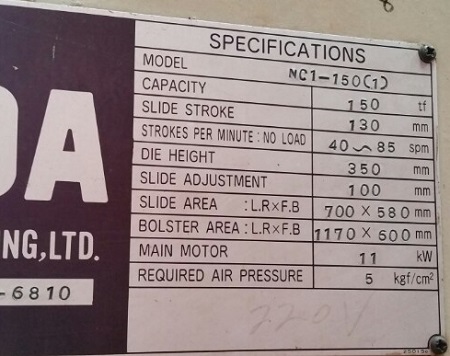 DA
NG,LTD.
-6810
SPECIFICATIONS
MODEL NC1-150(1)
CAPACITY 150 tf
SLIDE STROKE 130 mm
STROKES PER MINUTE : NO LOAD 40～85 spm
DIE HEIGHT 350 mm
SLIDE ADJUSTMENT 100 mm
SLIDE AREA : L.R×F.B 700 × 580 mm
BOLSTER AREA : L.R×F.B 1170 × 600 mm
MAIN MOTOR 11 kW
REQUIRED AIR PRESSURE 5 kgf/cm²
220V